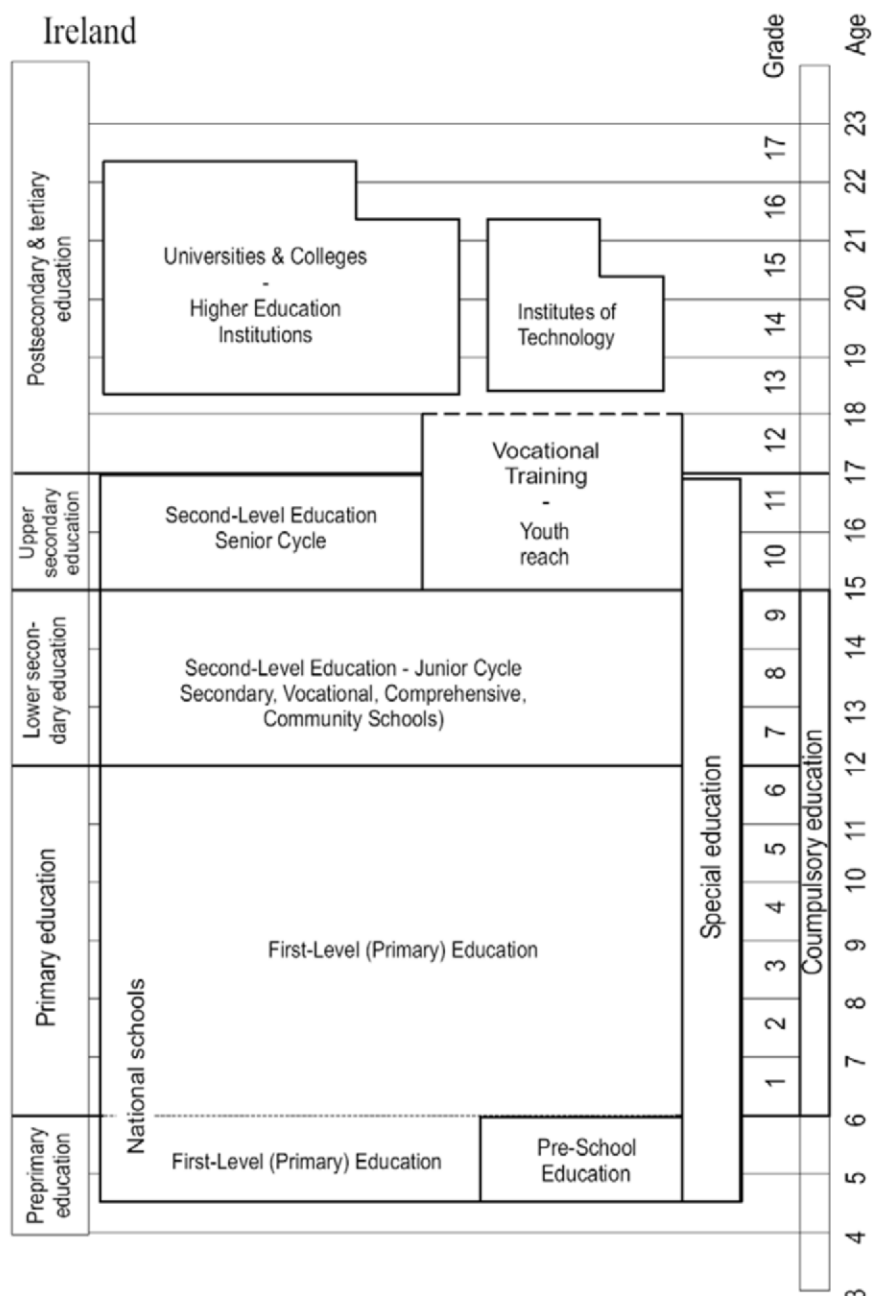 Ireland
Grade
Age
Postsecondary & tertiary
education
Upper
secondary
education
Lower secon-
dary education
Primary education
Preprimary
education
Universities & Colleges
-
Higher Education
Institutions
Institutes of
Technology
Vocational
Training
-
Youth
reach
Second-Level Education
Senior Cycle
Second-Level Education - Junior Cycle
Secondary, Vocational, Comprehensive,
Community Schools)
First-Level (Primary) Education
National schools
First-Level (Primary) Education
Pre-School
Education
Special education
17
16
15
14
13
12
11
10
9
8
7
6
5
4
3
2
1
Coumpulsory education
23
22
21
20
19
18
17
16
15
14
13
12
11
10
9
8
7
6
5
4